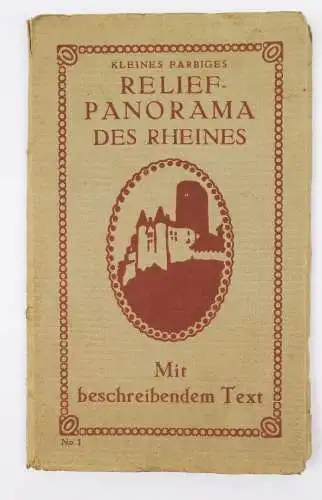 KLEINES FARBIGES
RELIEF-
PANORAMA
DES RHEINES
Mit
beschreibendem Text
No 1